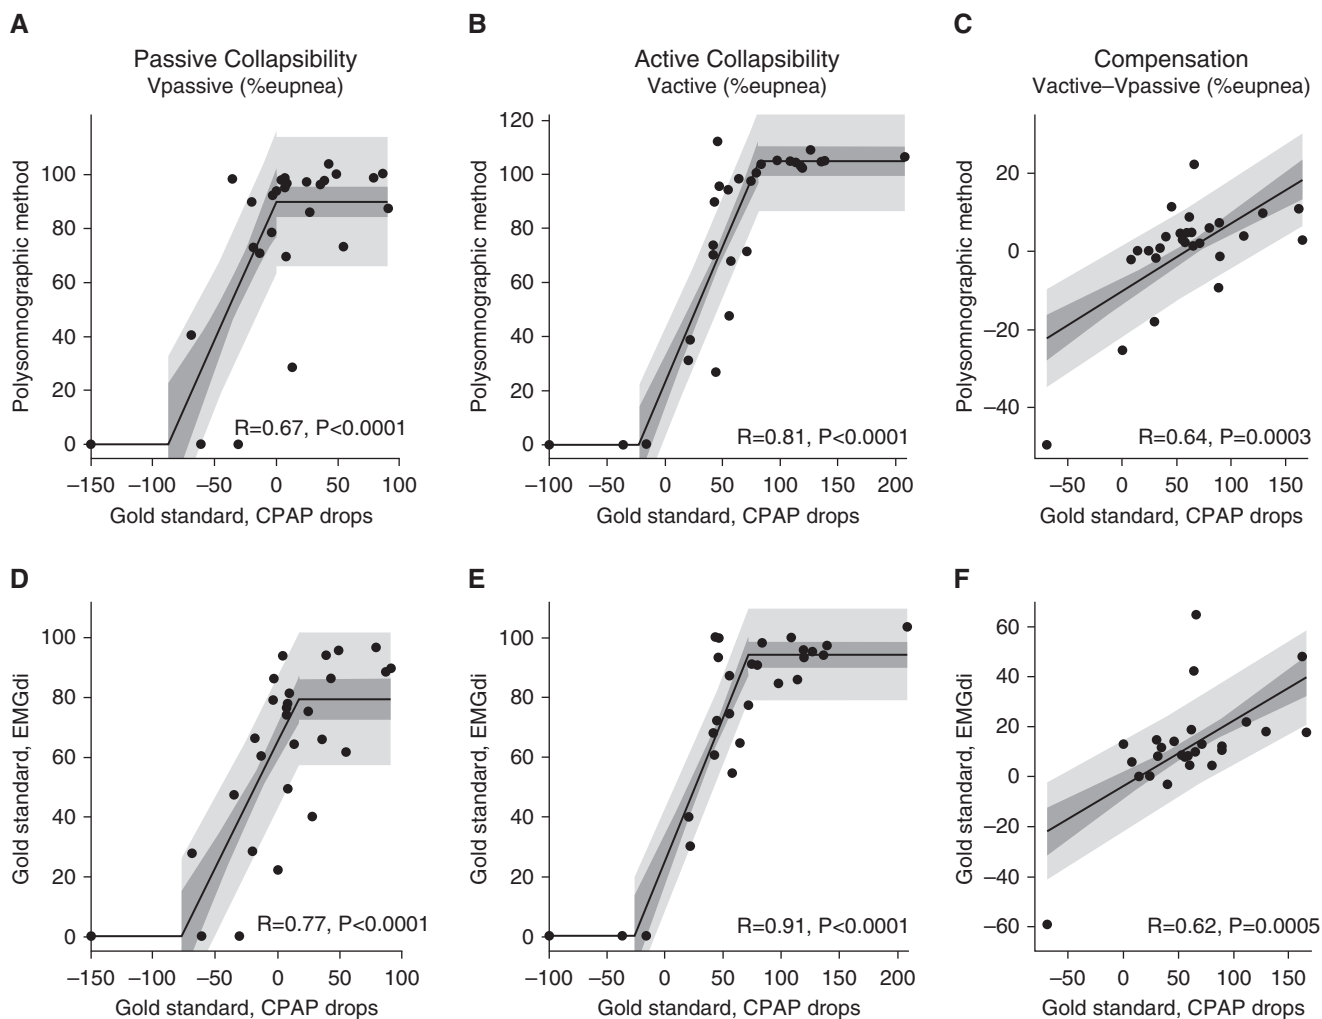 A
Passive Collapsibility
Vpassive (%eupnea)
Polysomnographic method
100
80
60
40
20
0
R=0.67, P<0.0001
–150 –100 –50 0 50 100
Gold standard, CPAP drops
B
Active Collapsibility
Vactive (%eupnea)
Polysomnographic method
120
100
80
60
40
20
0
R=0.81, P<0.0001
–100 –50 0 50 100 150 200
Gold standard, CPAP drops
C
Compensation
Vactive–Vpassive (%eupnea)
Polysomnographic method
20
0
–20
–40
R=0.64, P=0.0003
–50 0 50 100 150
Gold standard, CPAP drops
D
Gold standard, EMGdi
100
80
60
40
20
0
R=0.77, P<0.0001
–150 –100 –50 0 50 100
Gold standard, CPAP drops
E
Gold standard, EMGdi
100
80
60
40
20
0
R=0.91, P<0.0001
–100 –50 0 50 100 150 200
Gold standard, CPAP drops
F
Gold standard, EMGdi
60
40
20
0
–20
–40
–60
R=0.62, P=0.0005
–50 0 50 100 150
Gold standard, CPAP drops